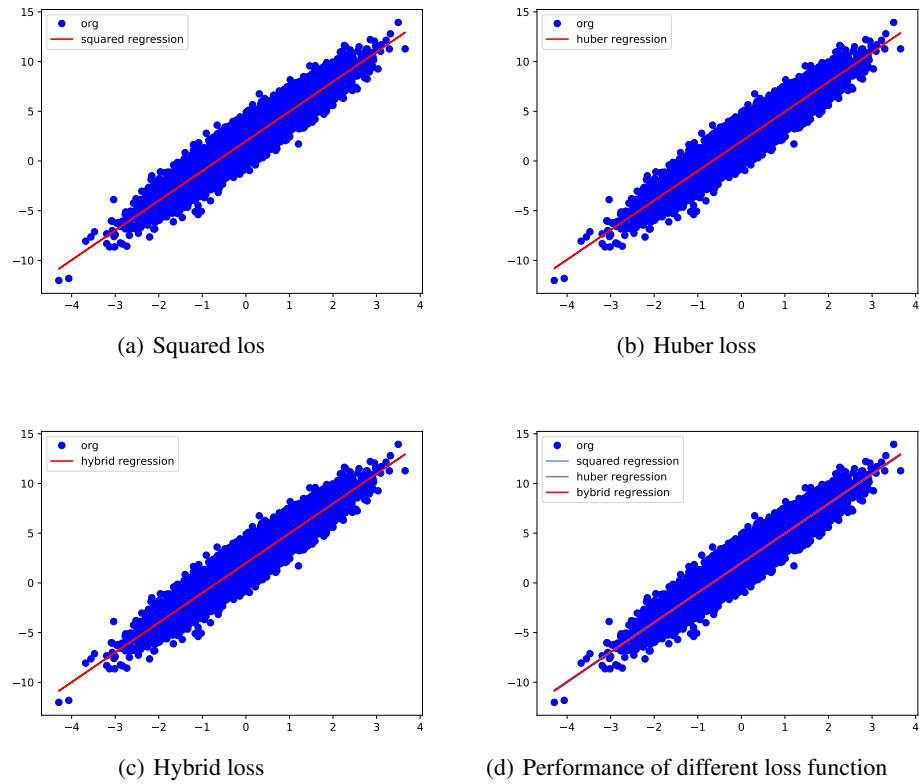 15
10
5
0
−5
−10
−4 −3 −2 −1 0 1 2 3 4
org
squared regression
(a) Squared los
15
10
5
0
−5
−10
−4 −3 −2 −1 0 1 2 3 4
org
huber regression
(b) Huber loss
15
10
5
0
−5
−10
−4 −3 −2 −1 0 1 2 3 4
org
hybrid regression
(c) Hybrid loss
15
10
5
0
−5
−10
−4 −3 −2 −1 0 1 2 3 4
org
squared regression
huber regression
bybrid regression
(d) Performance of different loss function